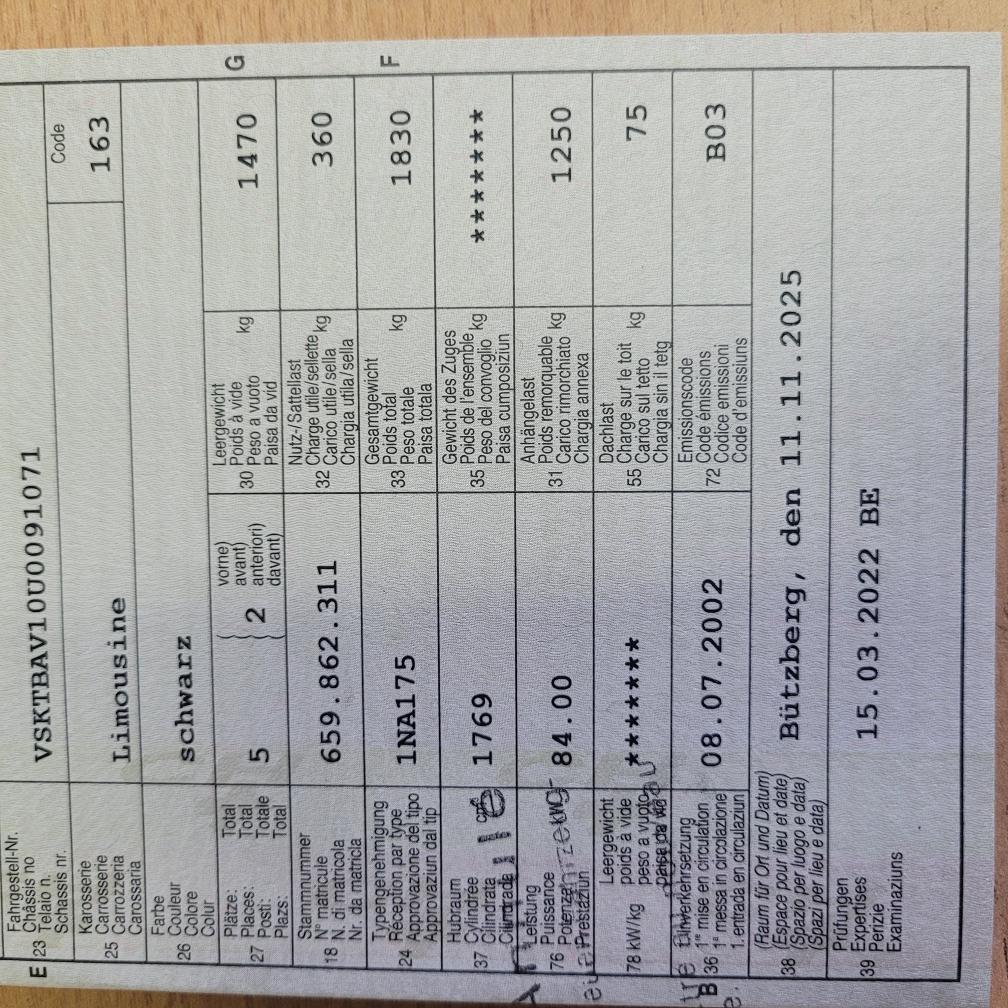 E 23 Fahrgestell-Nr.
Chassis no
Telaio n.
Schassis nr.
VSKTBAV10U0091071
25 Karosserie
Carrosserie
Carrozzeria
Carossaria
Limousine
Code
163
26 Farbe
Couleur
Colore
Colur
schwarz
27 Plätze: Total
Places: Total
Posti: Totale
Plazs: Total
5
2
vorne)
avant)
anteriori)
davant)
30 Leergewicht
Poids à vide
Peso a vuoto
Paisa da vid
kg
1470
G
18 Stammnummer
N° matricule
N. di matricola
Nr. da matricla
659.862.311
32 Nutz-/Sattellast
Charge utile/sellette
Carico utile/sella
Chargia utila/sella
kg
360
24 Typengenehmigung
Réception par type
Approvazione del tipo
Approvaziun dal tip
1NA175
33 Gesamtgewicht
Poids total
Peso totale
Paisa totala
kg
1830
F
37 Hubraum
Cylindrée
Cilindrata
Cilindrada
cm³
1769
35 Gewicht des Zuges
Poids de l'ensemble
Peso del convoglio
Paisa cumposiziun
kg
*******
76 Leistung
Puissance
Potenza
Prestaziun
84.00
31 Anhängelast
Poids remorquable
Carico rimorchiato
Chargia annexa
kg
1250
78 kW/kg
Leergewicht
poids à vide
peso a vuoto
Paisa da vid
*******
55 Dachlast
Charge sur le toit
Carico sul tetto
Chargia sin il tetg
kg
75
B 36 Inverkehrsetzung
1re mise en circulation
1a messa in circolazione
1. entrada en circulaziun
08.07.2002
72 Emissionscode
Code émissions
Codice emissioni
Code d'emissiuns
B03
38 (Raum für Ort und Datum)
(Espace pour lieu et date)
(Spazio per luogo e data)
(Spazi per lieu e data)
Bützberg, den 11.11.2025
39 Prüfungen
Expertises
Perizie
Examinaziuns
15.03.2022 BE